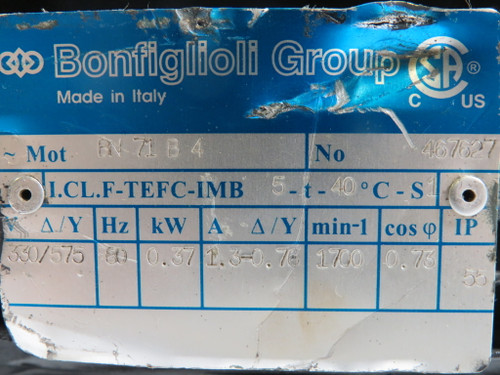 Bonfiglioli Group CSA ®
Made in Italy C US
~ Mot BN 71 B 4 No 467627
I.CL.F-TEFC-IMB 5 - t - 40 °C - S1
V Δ/Y Hz kW A Δ/Y min-1 cos φ IP
330/575 60 0.37 1.3-0.76 1700 0.73 55